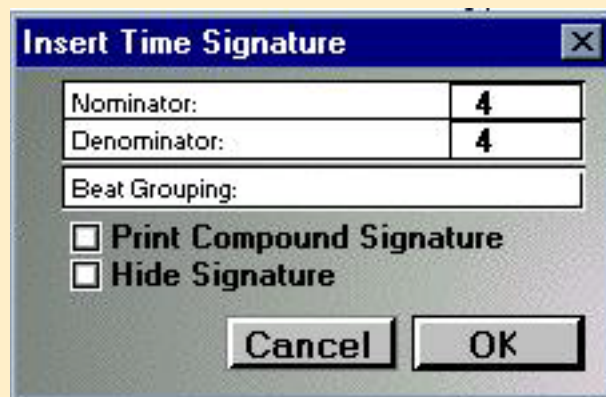 Insert Time Signature
Nominator: 4
Denominator: 4
Beat Grouping:
Print Compound Signature
Hide Signature
Cancel OK